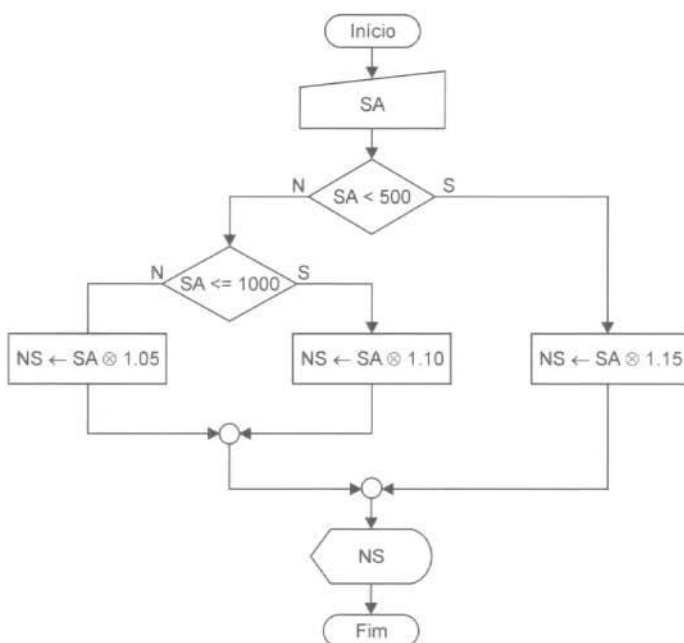 Início
SA
N
SA < 500
S
N
SA <= 1000
S
NS ← SA ⊗ 1.05
NS ← SA ⊗ 1.10
NS ← SA ⊗ 1.15
NS
Fim